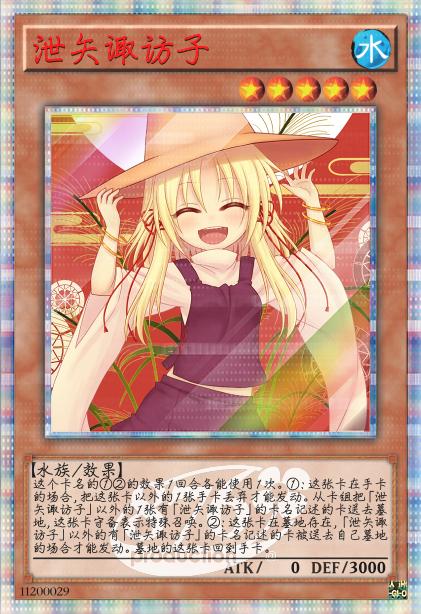 泄矢诹访子
水
【水族/效果】
这个卡名的①②的效果1回合各能使用1次。①:这张卡在手卡
的场合,把这张卡以外的1张手卡丢弃才能发动。从卡组把「泄矢
诹访子」以外的1张有「泄矢诹访子」的卡名记述的卡送去墓
地,这张卡守备表示特殊召唤。②:这张卡在墓地存在,「泄矢诹
访子」以外的有「泄矢诹访子」的卡名记述的卡被送去自己墓地
的场合才能发动。墓地的这张卡回到手卡。
production
ATK/ 0 DEF/3000
11200029